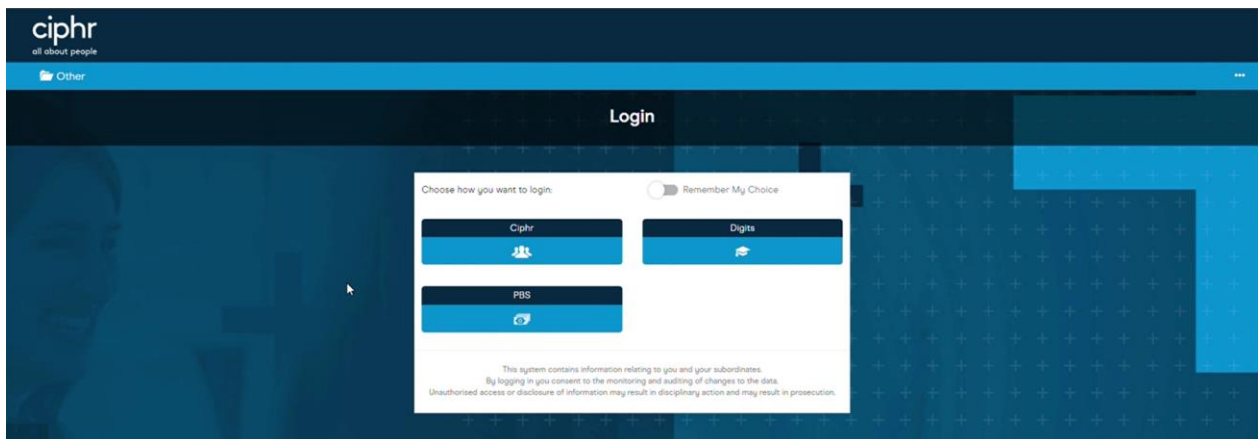 ciphr
all about people
Other
Login
Choose how you want to login:
Remember My Choice
Ciphr
Digits
PBS
This system contains information relating to you and your subordinates.
By logging in you consent to the monitoring and auditing of changes to the data.
Unauthorised access or disclosure of information may result in disciplinary action and may result in prosecution.